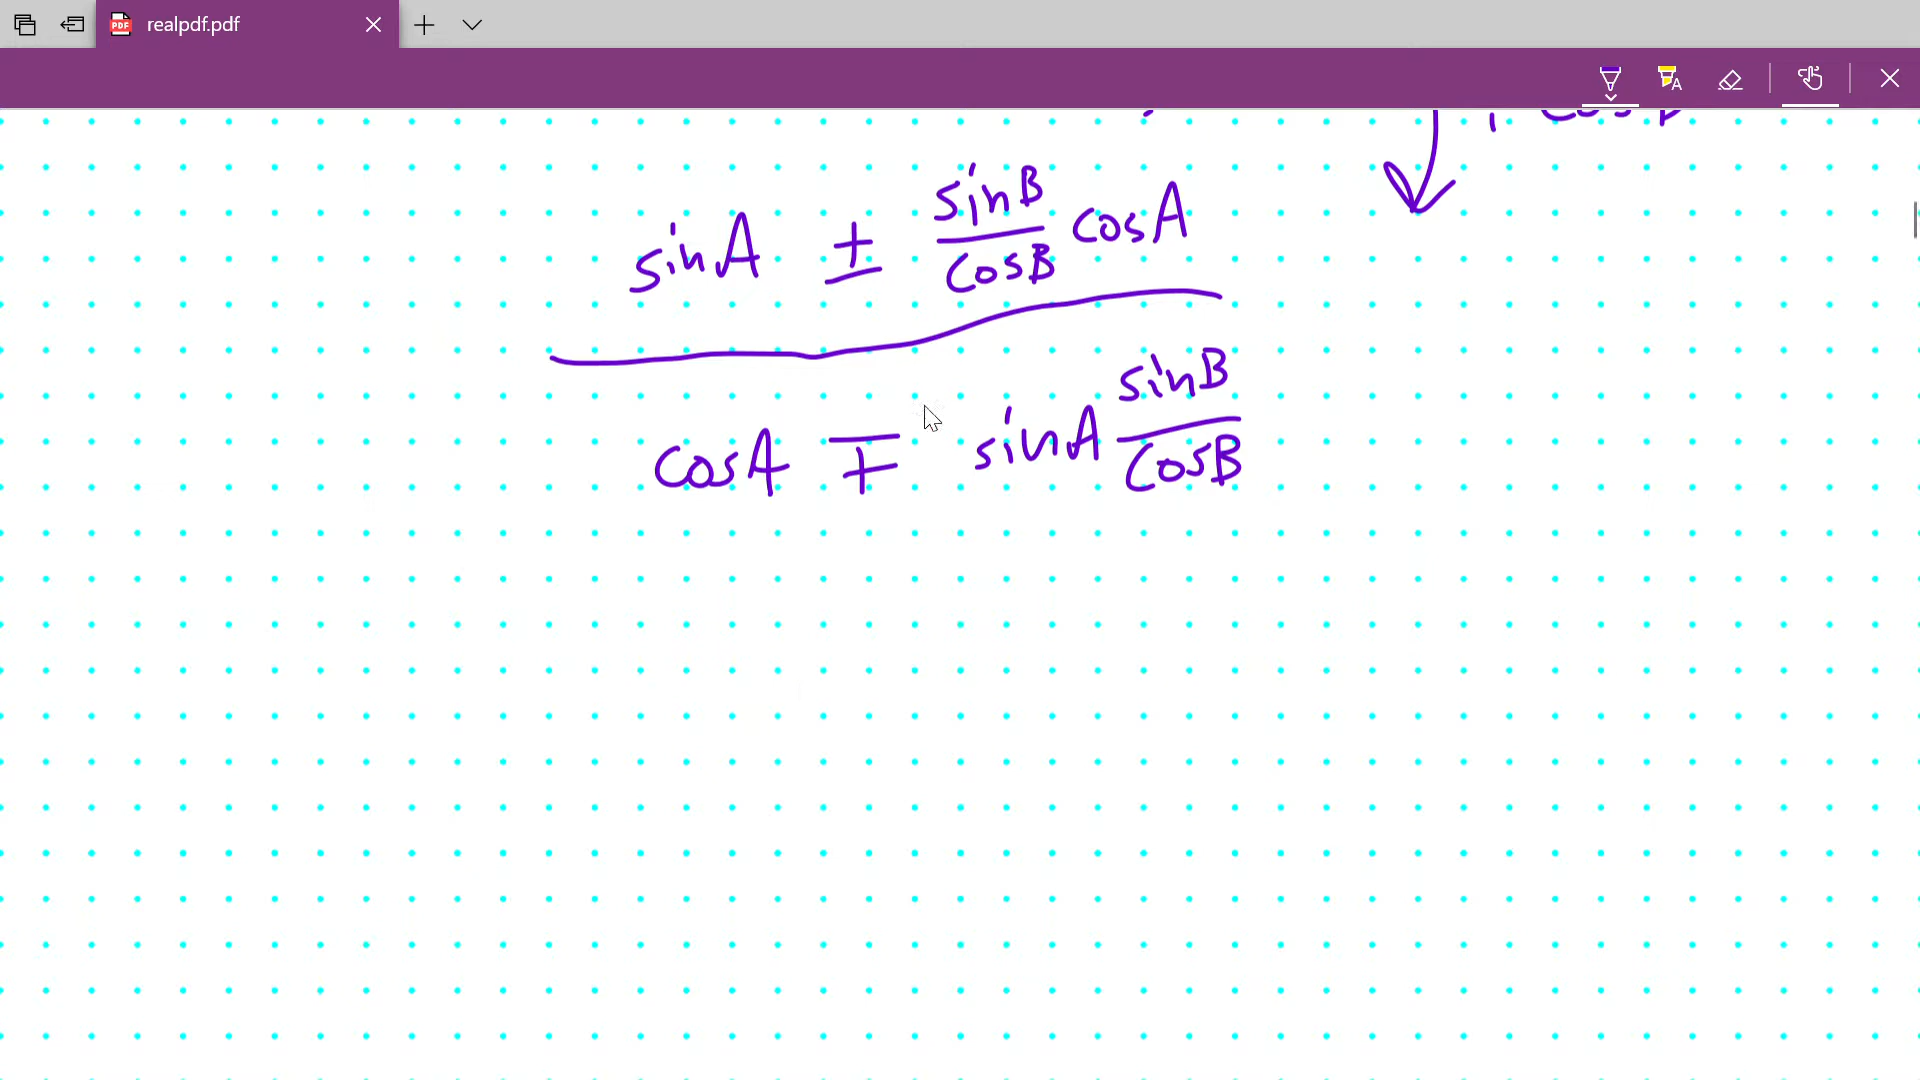 realpdf.pdf
sinA ± sinB/cosB cosA
cosA ∓ sinA sinB/cosB